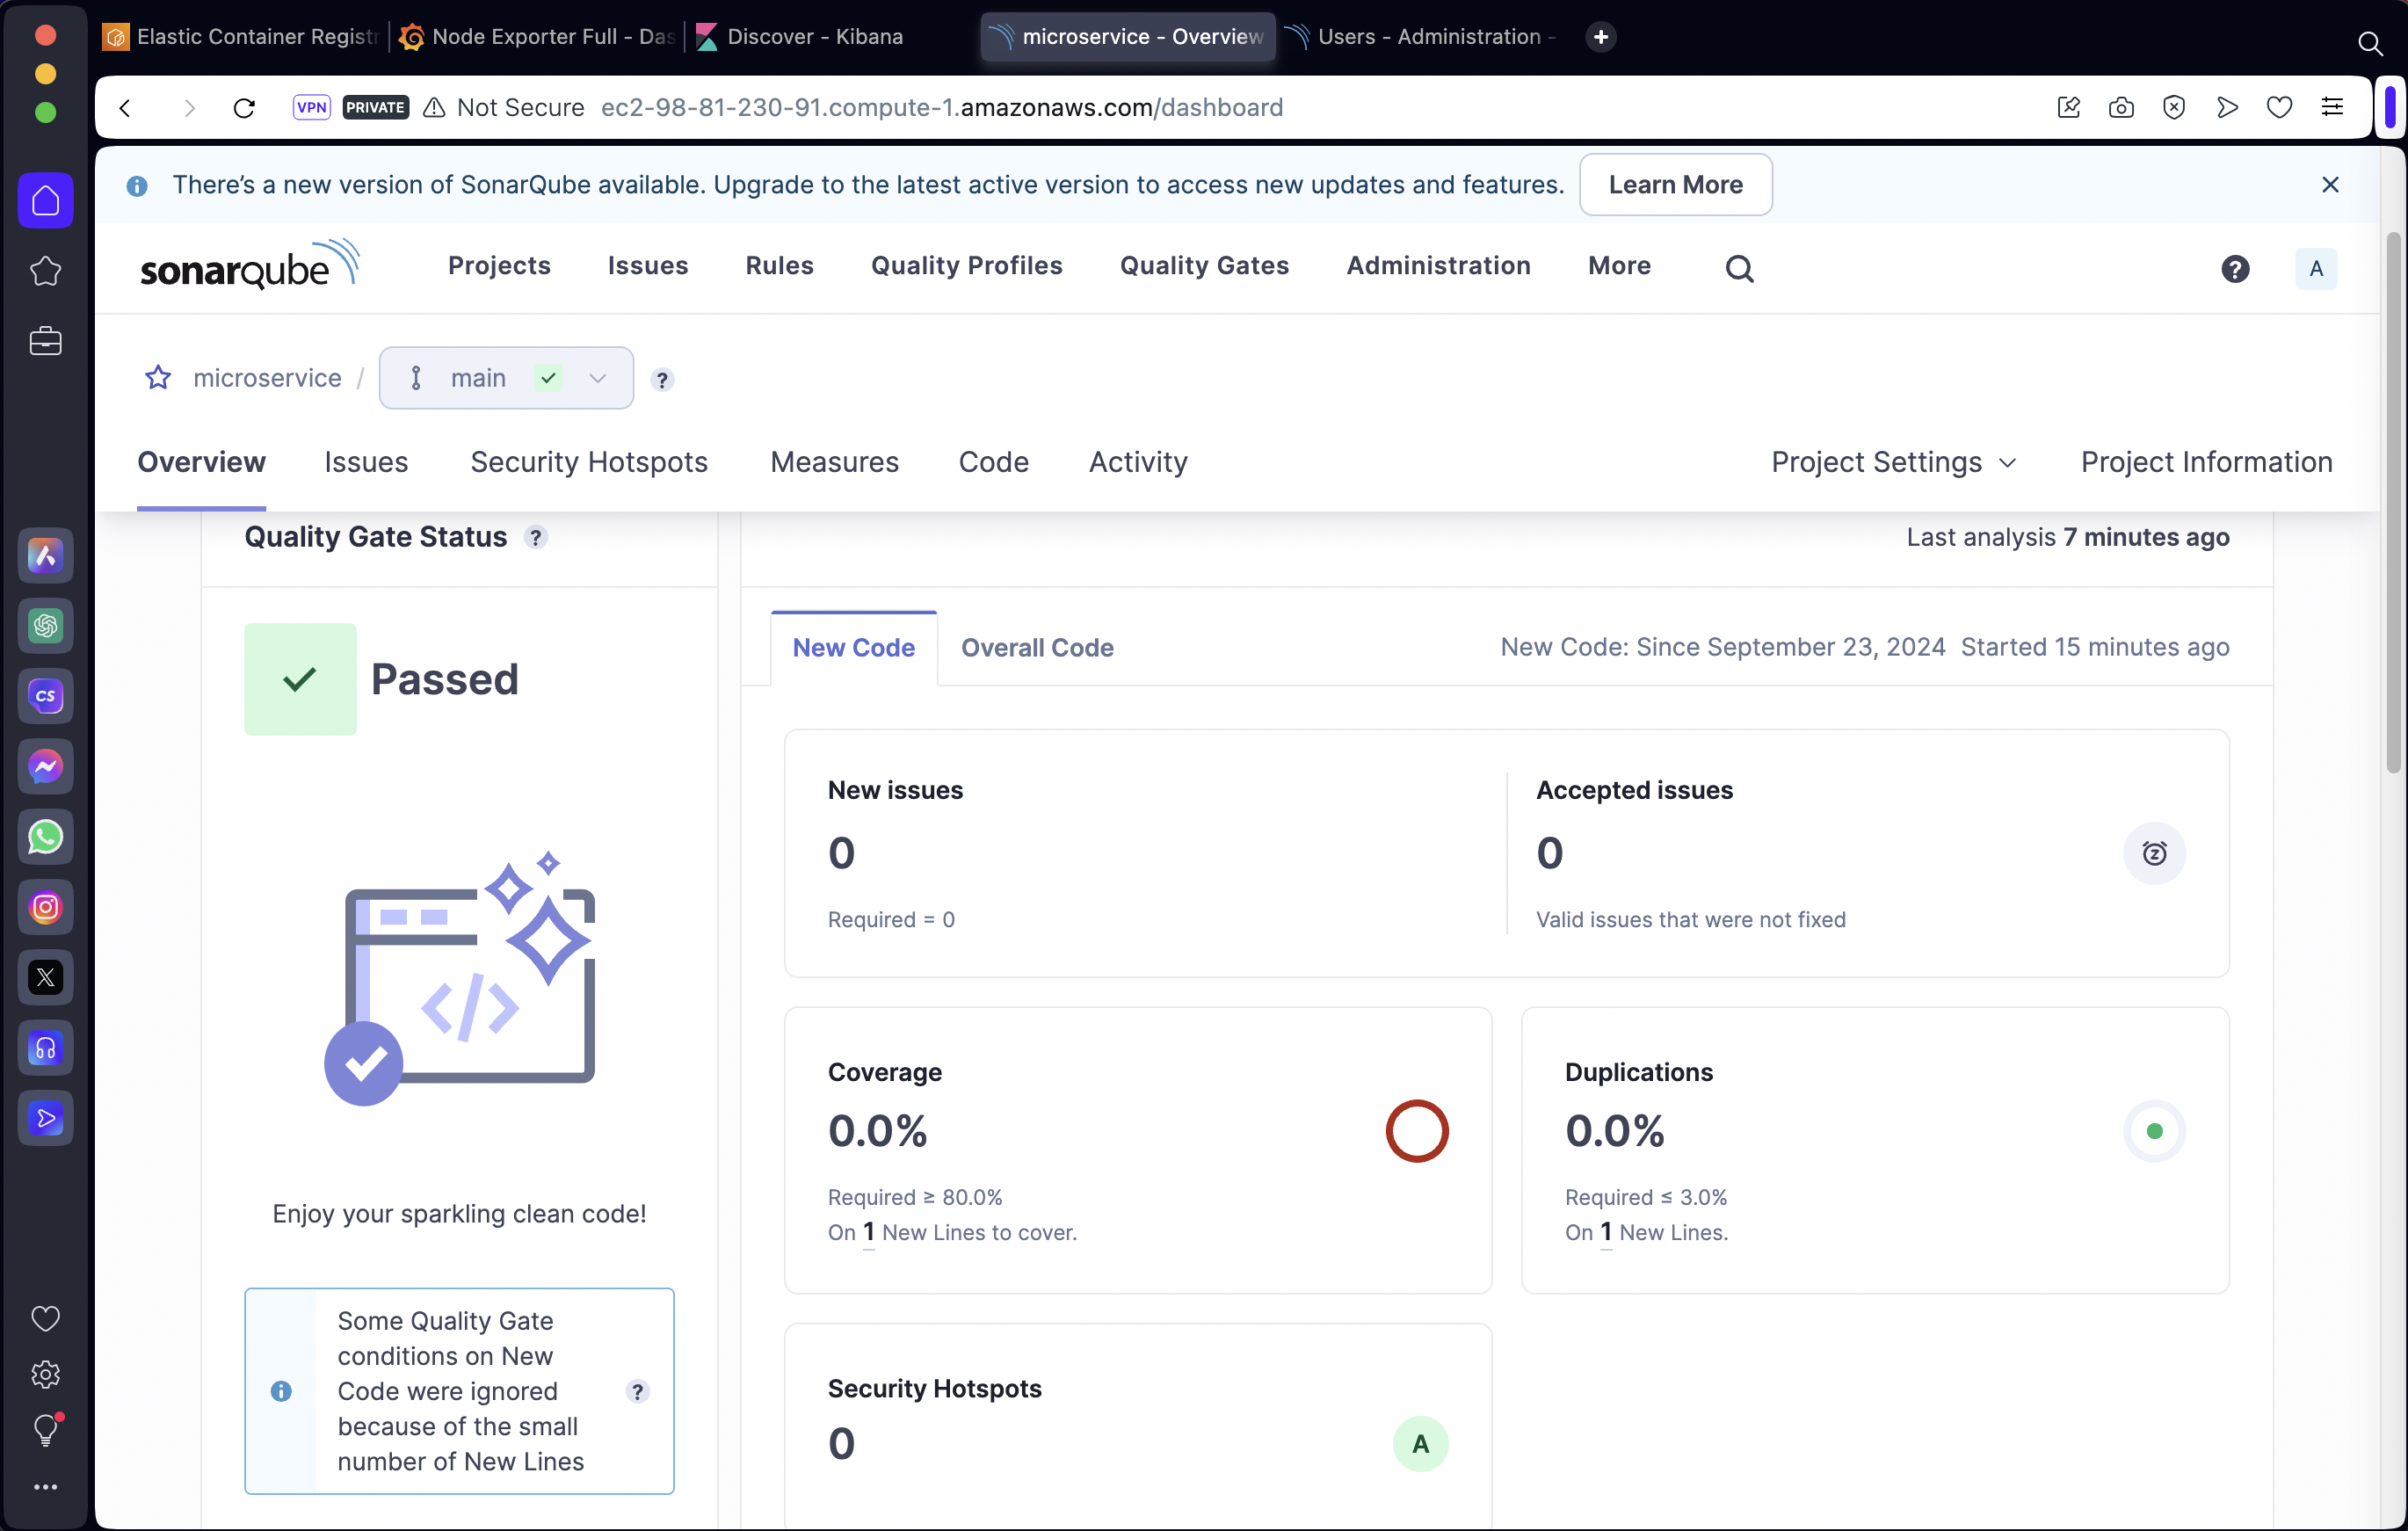 Elastic Container Regist
Node Exporter Full - Das
Discover - Kibana
microservice - Overview
Users - Administration -
VPN
PRIVATE
Not Secure
ec2-98-81-230-91.compute-1.amazonaws.com/dashboard
There's a new version of SonarQube available. Upgrade to the latest active version to access new updates and features.
Learn More
sonarqube
Projects
Issues
Rules
Quality Profiles
Quality Gates
Administration
More
?
A
microservice /
main
?
Overview
Issues
Security Hotspots
Measures
Code
Activity
Project Settings
Project Information
Quality Gate Status ?
Last analysis 7 minutes ago
Passed
New Code
Overall Code
New Code: Since September 23, 2024 Started 15 minutes ago
New issues
0
Required = 0
Accepted issues
0
Valid issues that were not fixed
Coverage
0.0%
Required ≥ 80.0%
On 1 New Lines to cover.
Duplications
0.0%
Required ≤ 3.0%
On 1 New Lines.
Enjoy your sparkling clean code!
Some Quality Gate
conditions on New
Code were ignored
because of the small
number of New Lines
?
Security Hotspots
0
A
CS